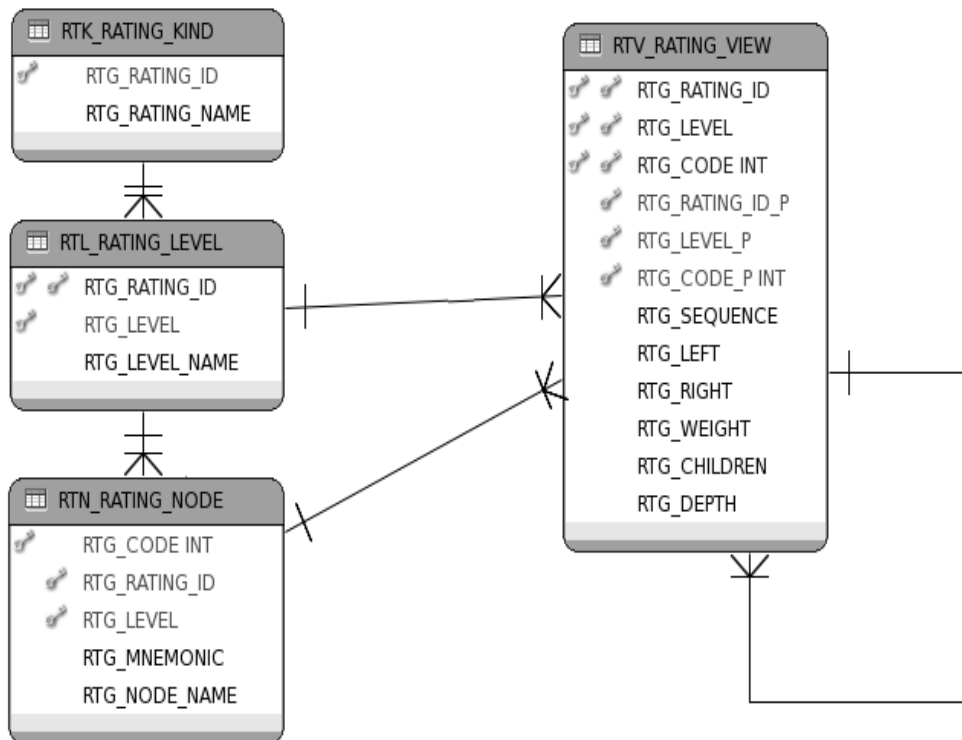 RTK_RATING_KIND
RTG_RATING_ID
RTG_RATING_NAME
RTL_RATING_LEVEL
RTG_RATING_ID
RTG_LEVEL
RTG_LEVEL_NAME
RTN_RATING_NODE
RTG_CODE INT
RTG_RATING_ID
RTG_LEVEL
RTG_MNEMONIC
RTG_NODE_NAME
RTV_RATING_VIEW
RTG_RATING_ID
RTG_LEVEL
RTG_CODE INT
RTG_RATING_ID_P
RTG_LEVEL_P
RTG_CODE_P INT
RTG_SEQUENCE
RTG_LEFT
RTG_RIGHT
RTG_WEIGHT
RTG_CHILDREN
RTG_DEPTH